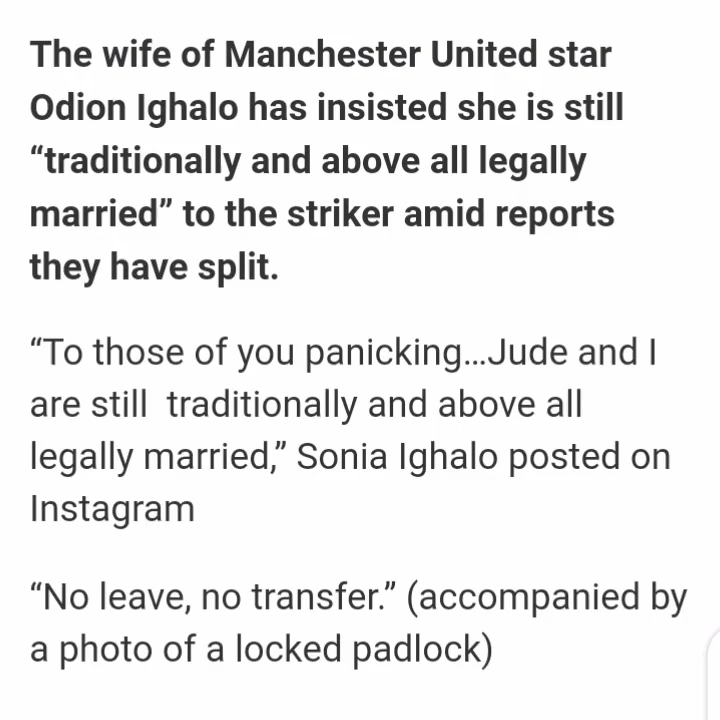 The wife of Manchester United star
Odion Ighalo has insisted she is still
“traditionally and above all legally
married” to the striker amid reports
they have split.
“To those of you panicking...Jude and I
are still  traditionally and above all
legally married,” Sonia Ighalo posted on
Instagram
“No leave, no transfer.” (accompanied by
a photo of a locked padlock)